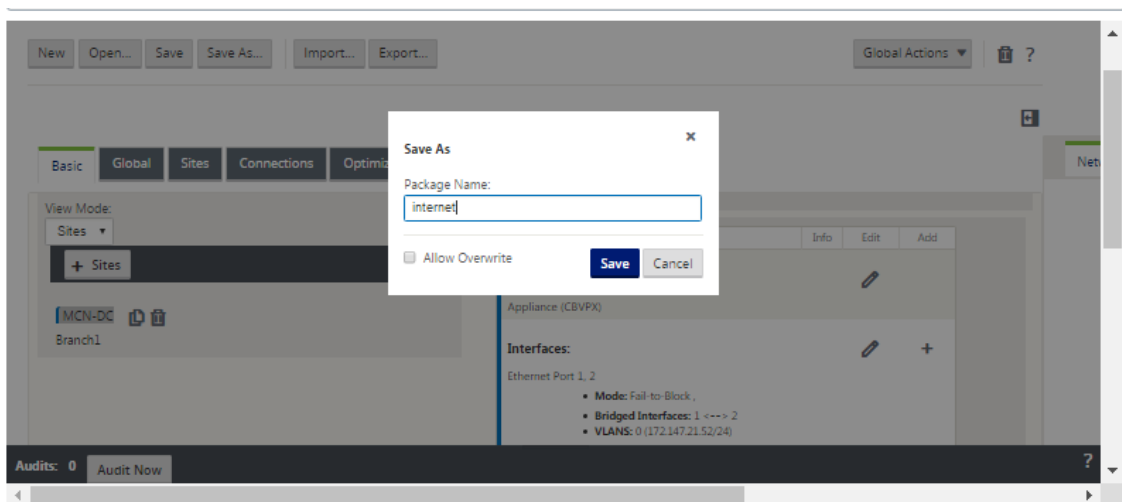 New Open... Save Save As... Import... Export... Global Actions ▼ ?
Basic Global Sites Connections
View Mode:
Sites ▼
+ Sites
MCN-DC
Branch1
Save As ×
Package Name:
internet
Allow Overwrite Save Cancel
Info Edit Add
Appliance (CBVPX)
Interfaces: +
Ethernet Port 1, 2
• Mode: Fail-to-Block ,
• Bridged Interfaces: 1 <--> 2
• VLANS: 0 (172.147.21.52/24)
Audits: 0 Audit Now ?